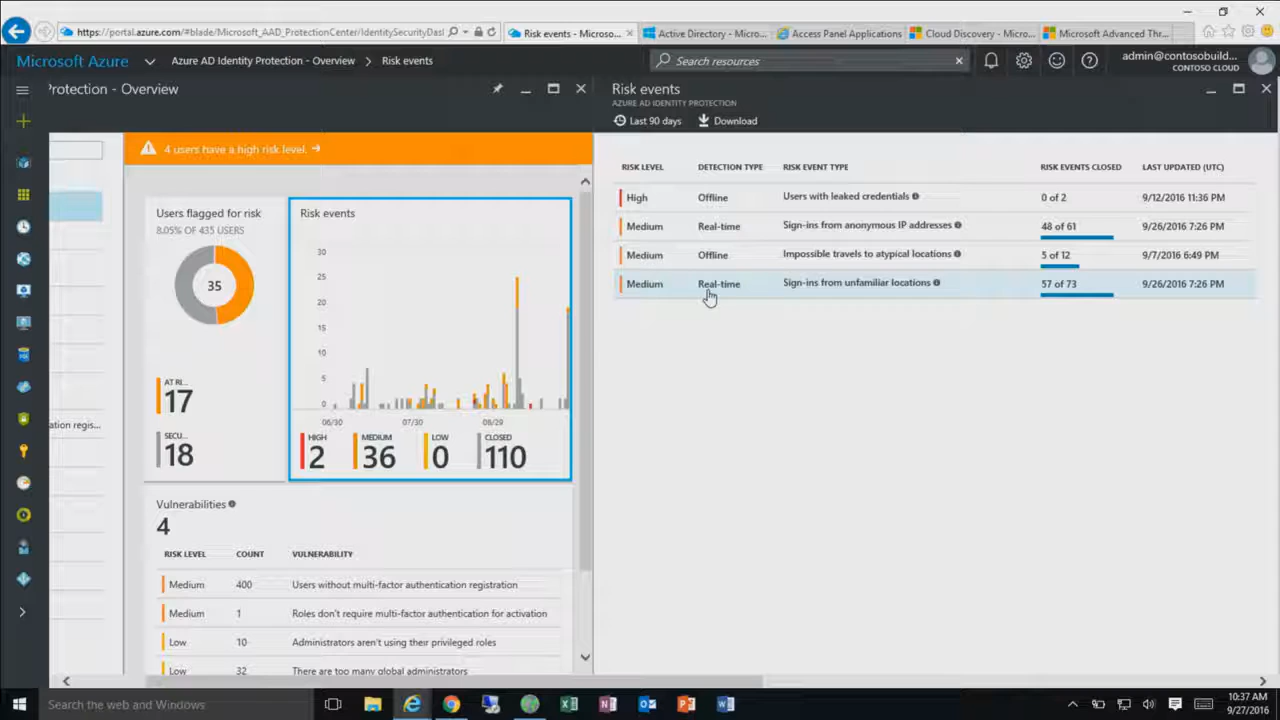 https://portal.azure.com/#blade/Microsoft_AAD_ProtectionCenter/IdentitySecurityDasl
Risk events - Microso...
Active Directory - Micro...
Access Panel Applications
Cloud Discovery - Micros...
Microsoft Advanced Thr...
Microsoft Azure
Azure AD Identity Protection - Overview > Risk events
Search resources
admin@contosobuild...
CONTOSO CLOUD
Protection - Overview
4 users have a high risk level. →
Users flagged for risk
8.05% OF 435 USERS
35
AT RI...
17
SECU...
18
Risk events
30
25
20
15
10
5
0
06/30 07/30 08/29
HIGH MEDIUM LOW CLOSED
2 36 0 110
ation regis...
Vulnerabilities
4
RISK LEVEL COUNT VULNERABILITY
Medium 400 Users without multi-factor authentication registration
Medium 1 Roles don't require multi-factor authentication for activation
Low 10 Administrators aren't using their privileged roles
Low 32 There are too many global administrators
Risk events
AZURE AD IDENTITY PROTECTION
Last 90 days Download
RISK LEVEL DETECTION TYPE RISK EVENT TYPE RISK EVENTS CLOSED LAST UPDATED (UTC)
High Offline Users with leaked credentials 0 of 2 9/12/2016 11:36 PM
Medium Real-time Sign-ins from anonymous IP addresses 48 of 61 9/26/2016 7:26 PM
Medium Offline Impossible travels to atypical locations 5 of 12 9/7/2016 6:49 PM
Medium Real-time Sign-ins from unfamiliar locations 57 of 73 9/26/2016 7:26 PM
Search the web and Windows
10:37 AM
9/27/2016